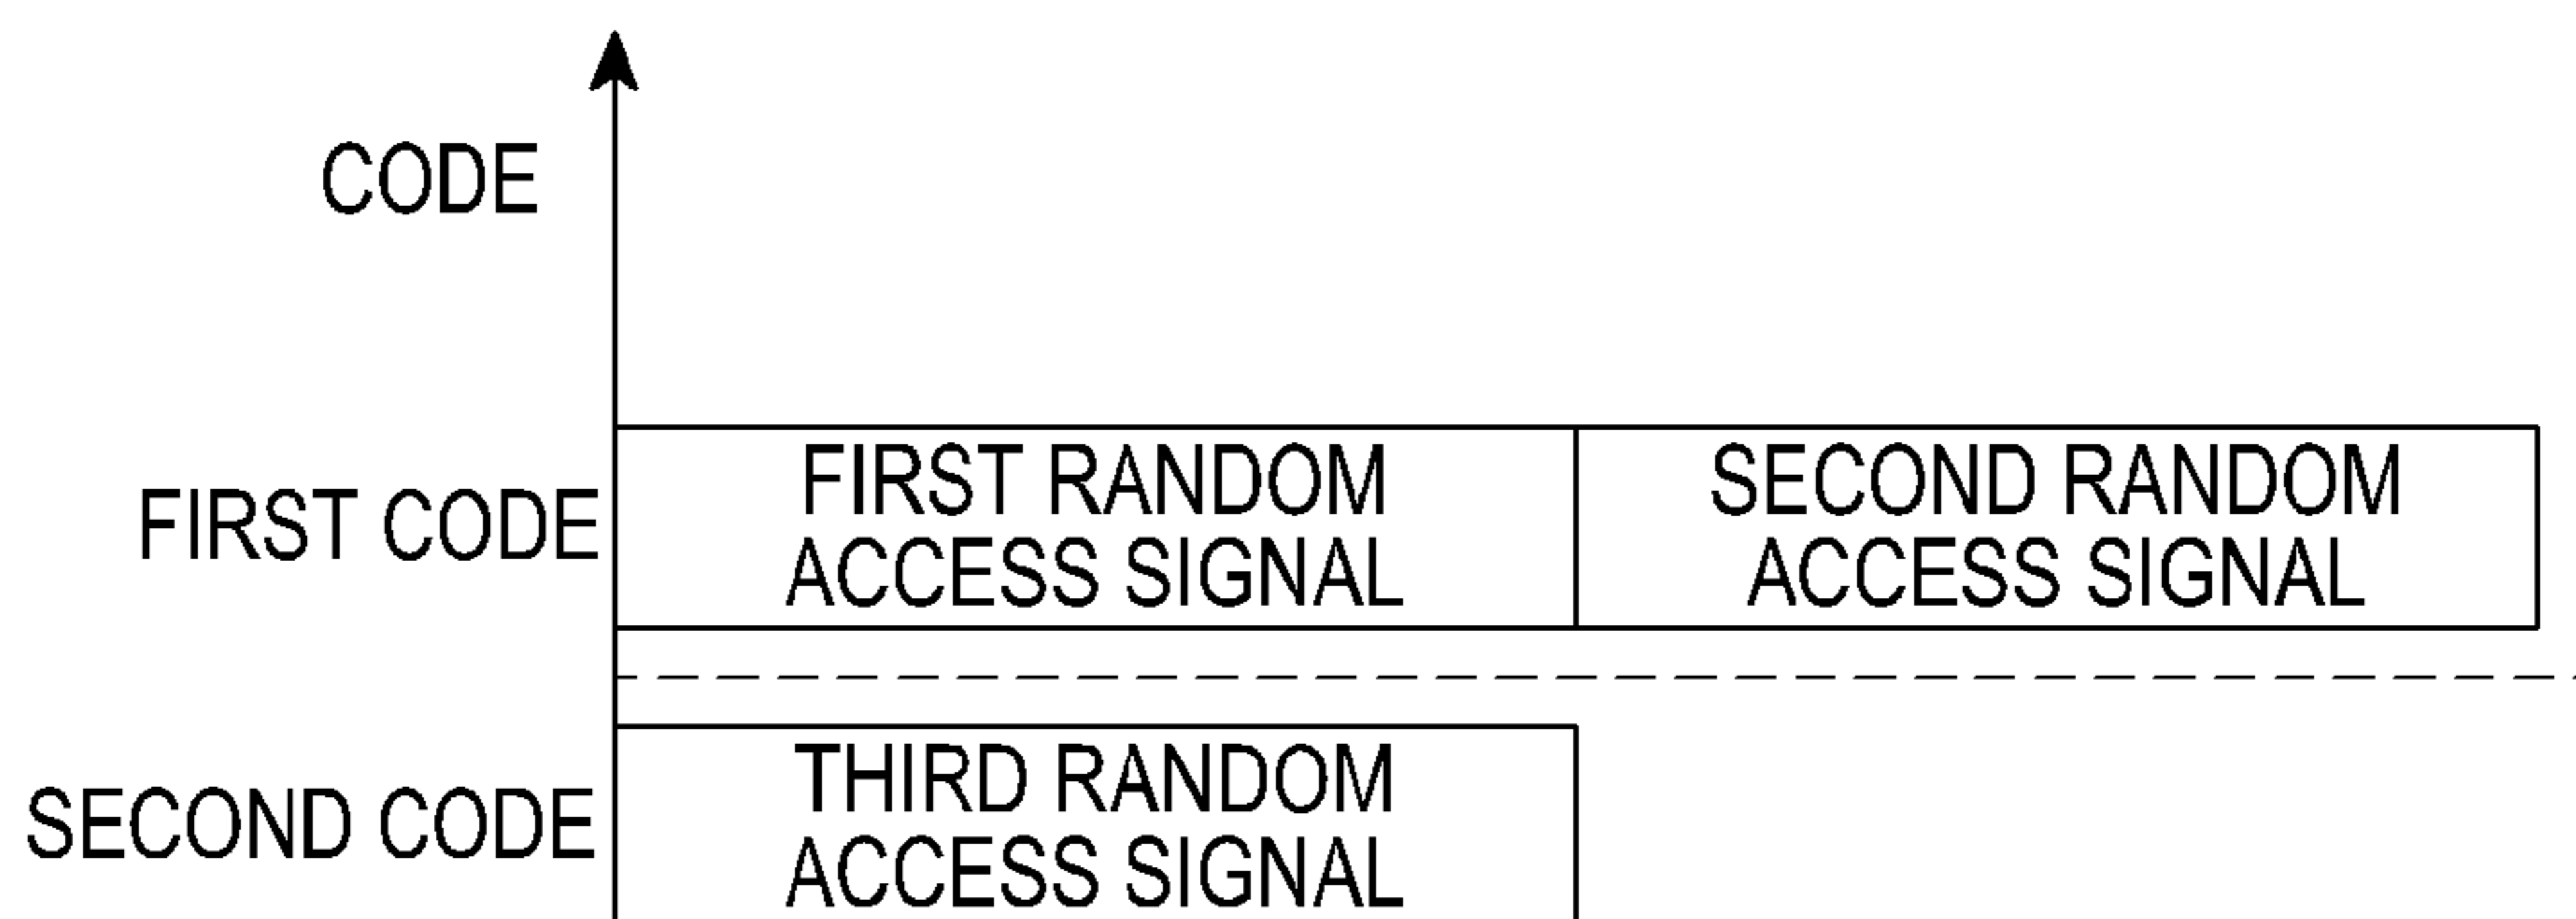 CODE
FIRST CODE
FIRST RANDOM
ACCESS SIGNAL
SECOND RANDOM
ACCESS SIGNAL
SECOND CODE
THIRD RANDOM
ACCESS SIGNAL